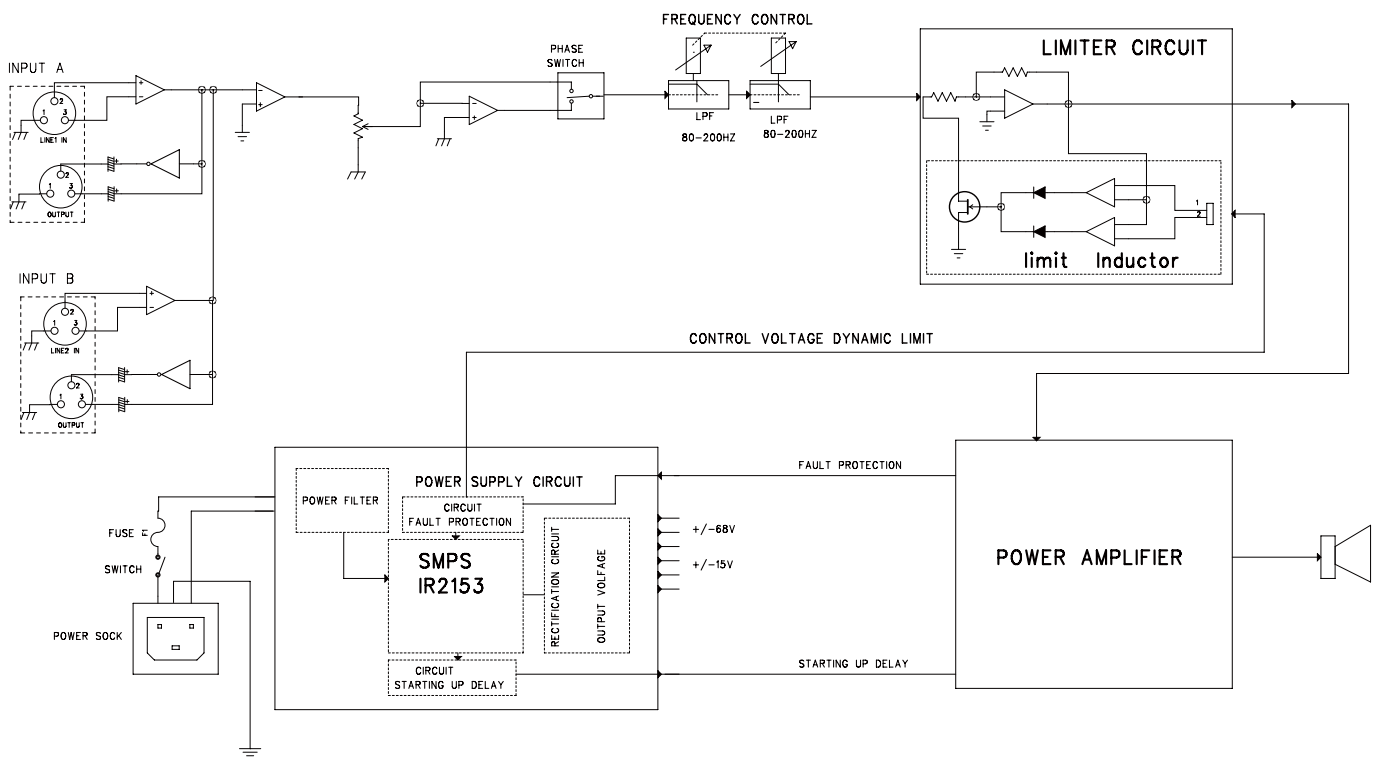 FREQUENCY CONTROL
LIMITER CIRCUIT
PHASE
SWITCH
INPUT A
+
-
-
+
2
1
3
LINE1 IN
-
+
-
LPF
80-200HZ
LPF
80-200HZ
+
2
1
3
+
OUTPUT
1
2
limit Inductor
INPUT B
+
-
2
1
3
LINE2 IN
CONTROL VOLTAGE DYNAMIC LIMIT
+
2
1
3
+
OUTPUT
FAULT PROTECTION
POWER SUPPLY CIRCUIT
POWER FILTER
CIRCUIT
FAULT PROTECTION
FUSE F1
+/-68V
SMPS
IR2153
RECTIFICATION CIRCUIT
OUTPUT VOLFAGE
POWER AMPLIFIER
SWITCH
+/-15V
POWER SOCK
CIRCUIT
STARTING UP DELAY
STARTING UP DELAY